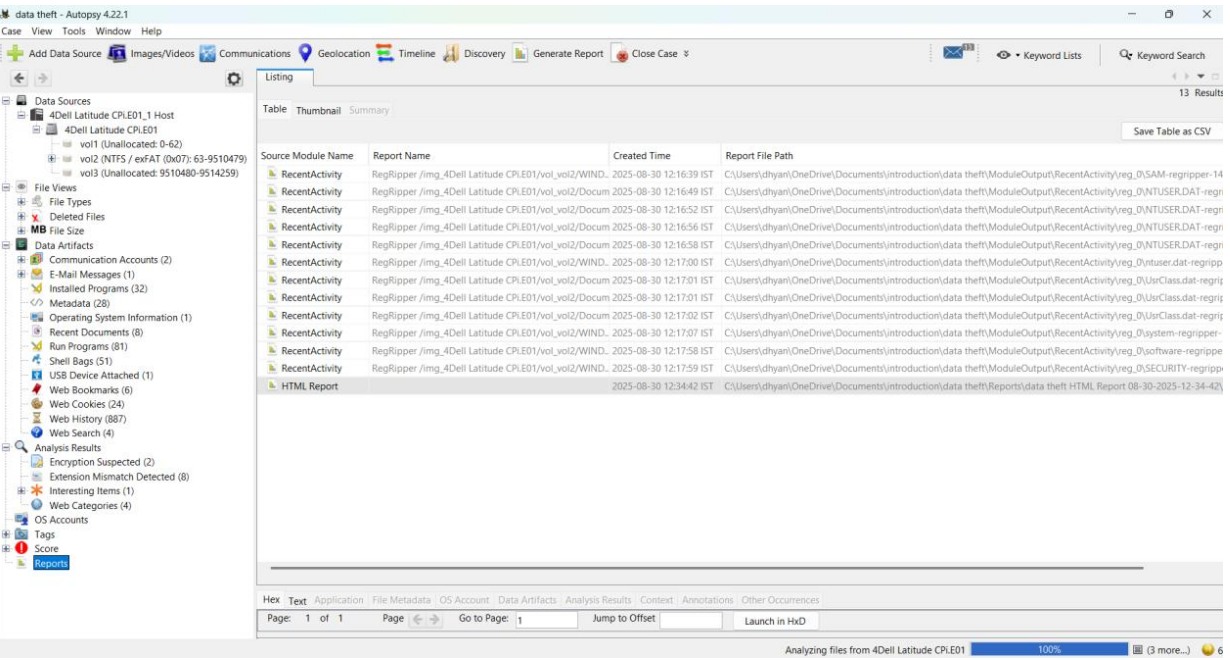 data theft - Autopsy 4.22.1
Case View Tools Window Help
Add Data Source Images/Videos Communications Geolocation Timeline Discovery Generate Report Close Case Keyword Lists Keyword Search
Listing
13 Results
Table Thumbnail Summary
Save Table as CSV
Data Sources
4Dell Latitude CPi.E01_1 Host
4Dell Latitude CPi.E01
vol1 (Unallocated: 0-62)
vol2 (NTFS / exFAT (0x07): 63-9510479)
vol3 (Unallocated: 9510480-9514259)
File Views
File Types
Deleted Files
MB File Size
Data Artifacts
Communication Accounts (2)
E-Mail Messages (1)
Installed Programs (32)
Metadata (28)
Operating System Information (1)
Recent Documents (8)
Run Programs (81)
Shell Bags (51)
USB Device Attached (1)
Web Bookmarks (6)
Web Cookies (24)
Web History (887)
Web Search (4)
Analysis Results
Encryption Suspected (2)
Extension Mismatch Detected (8)
Interesting Items (1)
Web Categories (4)
OS Accounts
Tags
Score
Reports
Source Module Name Report Name Created Time Report File Path
RecentActivity RegRipper /img_4Dell Latitude CPi.E01/vol_vol2/WIND... 2025-08-30 12:16:39 IST C:\Users\dhyan\OneDrive\Documents\introduction\data theft\ModuleOutput\RecentActivity\reg_0\SAM-regripper-14
RecentActivity RegRipper /img_4Dell Latitude CPi.E01/vol_vol2/Docum 2025-08-30 12:16:49 IST C:\Users\dhyan\OneDrive\Documents\introduction\data theft\ModuleOutput\RecentActivity\reg_0\NTUSER.DAT-regri
RecentActivity RegRipper /img_4Dell Latitude CPi.E01/vol_vol2/Docum 2025-08-30 12:16:52 IST C:\Users\dhyan\OneDrive\Documents\introduction\data theft\ModuleOutput\RecentActivity\reg_0\NTUSER.DAT-regri
RecentActivity RegRipper /img_4Dell Latitude CPi.E01/vol_vol2/Docum 2025-08-30 12:16:56 IST C:\Users\dhyan\OneDrive\Documents\introduction\data theft\ModuleOutput\RecentActivity\reg_0\NTUSER.DAT-regri
RecentActivity RegRipper /img_4Dell Latitude CPi.E01/vol_vol2/Docum 2025-08-30 12:16:58 IST C:\Users\dhyan\OneDrive\Documents\introduction\data theft\ModuleOutput\RecentActivity\reg_0\NTUSER.DAT-regri
RecentActivity RegRipper /img_4Dell Latitude CPi.E01/vol_vol2/WIND... 2025-08-30 12:17:00 IST C:\Users\dhyan\OneDrive\Documents\introduction\data theft\ModuleOutput\RecentActivity\reg_0\ntuser.dat-regripp
RecentActivity RegRipper /img_4Dell Latitude CPi.E01/vol_vol2/Docum 2025-08-30 12:17:01 IST C:\Users\dhyan\OneDrive\Documents\introduction\data theft\ModuleOutput\RecentActivity\reg_0\UsrClass.dat-regrip
RecentActivity RegRipper /img_4Dell Latitude CPi.E01/vol_vol2/Docum 2025-08-30 12:17:01 IST C:\Users\dhyan\OneDrive\Documents\introduction\data theft\ModuleOutput\RecentActivity\reg_0\UsrClass.dat-regrip
RecentActivity RegRipper /img_4Dell Latitude CPi.E01/vol_vol2/Docum 2025-08-30 12:17:02 IST C:\Users\dhyan\OneDrive\Documents\introduction\data theft\ModuleOutput\RecentActivity\reg_0\UsrClass.dat-regrip
RecentActivity RegRipper /img_4Dell Latitude CPi.E01/vol_vol2/WIND... 2025-08-30 12:17:07 IST C:\Users\dhyan\OneDrive\Documents\introduction\data theft\ModuleOutput\RecentActivity\reg_0\system-regripper-
RecentActivity RegRipper /img_4Dell Latitude CPi.E01/vol_vol2/WIND... 2025-08-30 12:17:58 IST C:\Users\dhyan\OneDrive\Documents\introduction\data theft\ModuleOutput\RecentActivity\reg_0\software-regrippe
RecentActivity RegRipper /img_4Dell Latitude CPi.E01/vol_vol2/WIND... 2025-08-30 12:17:59 IST C:\Users\dhyan\OneDrive\Documents\introduction\data theft\ModuleOutput\RecentActivity\reg_0\SECURITY-regrippe
HTML Report 2025-08-30 12:34:42 IST C:\Users\dhyan\OneDrive\Documents\introduction\data theft\Reports\data theft HTML Report 08-30-2025-12-34-42\
Hex Text Application File Metadata OS Account Data Artifacts Analysis Results Context Annotations Other Occurrences
Page: 1 of 1 Page Go to Page: 1 Jump to Offset Launch in HxD
Analyzing files from 4Dell Latitude CPi.E01 100% (3 more...) 6